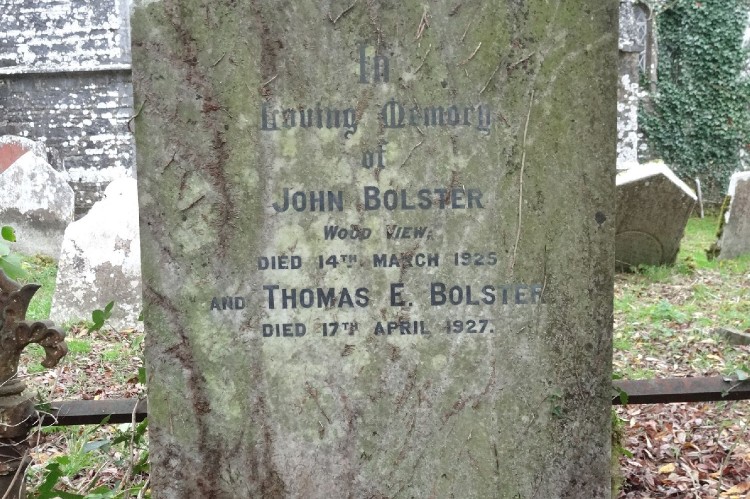 In
Loving Memory
of
JOHN BOLSTER
WOOD VIEW.
DIED 14TH MARCH 1925
AND THOMAS E. BOLSTER
DIED 17TH APRIL 1927.